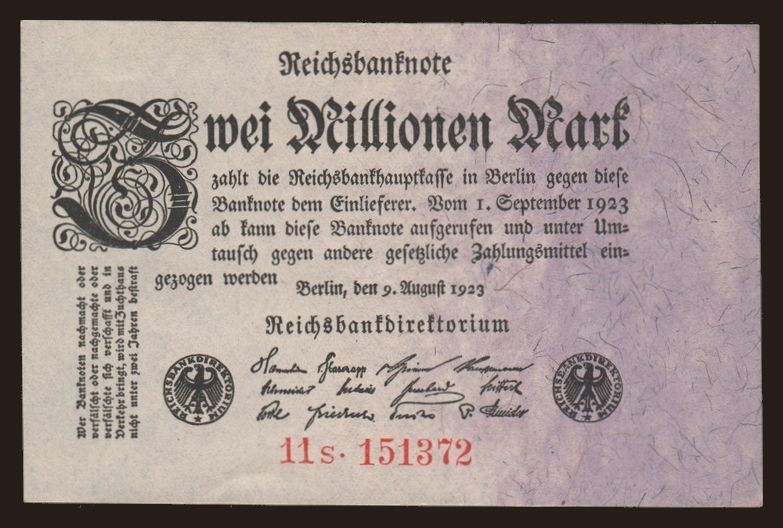 Reichsbanknote
Zwei Millionen Mark
zahlt die Reichsbankhauptkasse in Berlin gegen diese
Banknote dem Einlieferer. Vom 1. September 1923
ab kann diese Banknote aufgerufen und unter Um-
tausch gegen andere gesetzliche Zahlungsmittel ein-
gezogen werden
Berlin, den 9. August 1923
Reichsbankdirektorium
Wer Banknoten nachmacht oder
verfälscht oder nachgemachte oder
verfälschte sich verschafft und in
Verkehr bringt, wird mit Zuchthaus
nicht unter zwei Jahren bestraft
REICHSBANKDIREKTORIUM
REICHSBANKDIREKTORIUM
11s· 151372